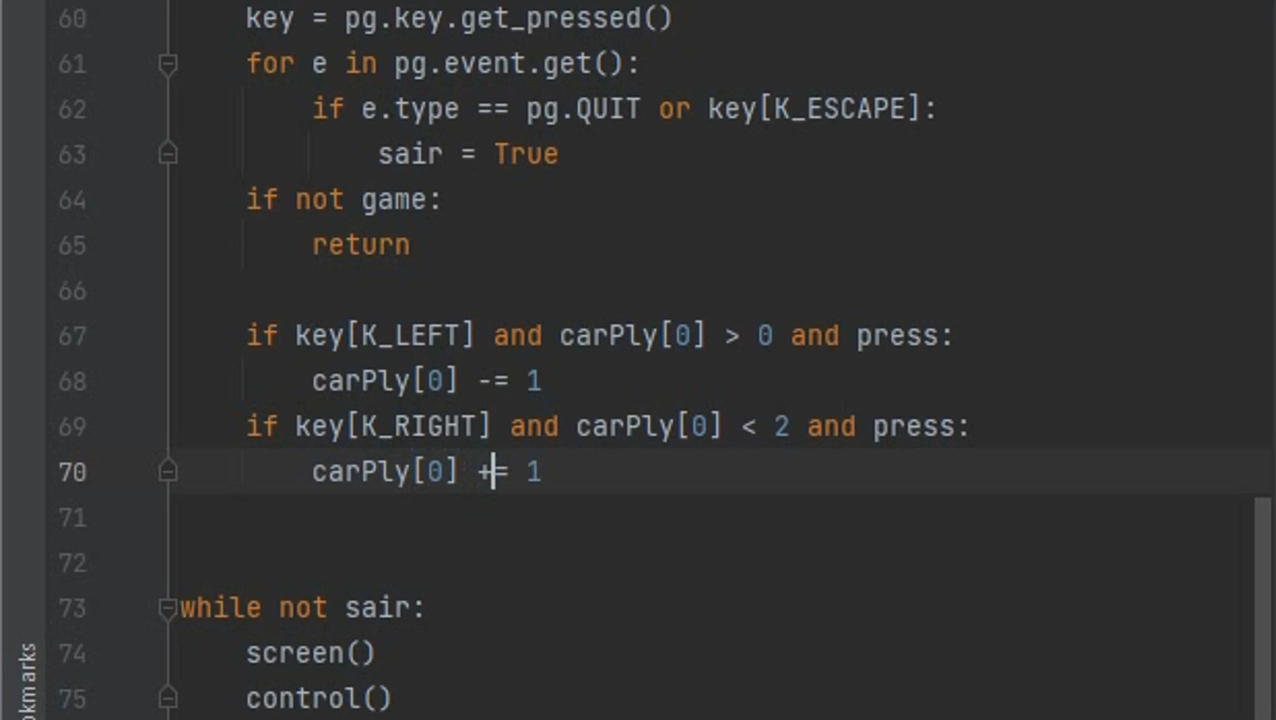 60 key = pg.key.get_pressed()
61 for e in pg.event.get():
62 if e.type == pg.QUIT or key[K_ESCAPE]:
63 sair = True
64 if not game:
65 return
66
67 if key[K_LEFT] and carPly[0] > 0 and press:
68 carPly[0] -= 1
69 if key[K_RIGHT] and carPly[0] < 2 and press:
70 carPly[0] += 1
71
72
73 while not sair:
74 screen()
75 control()
okmarks